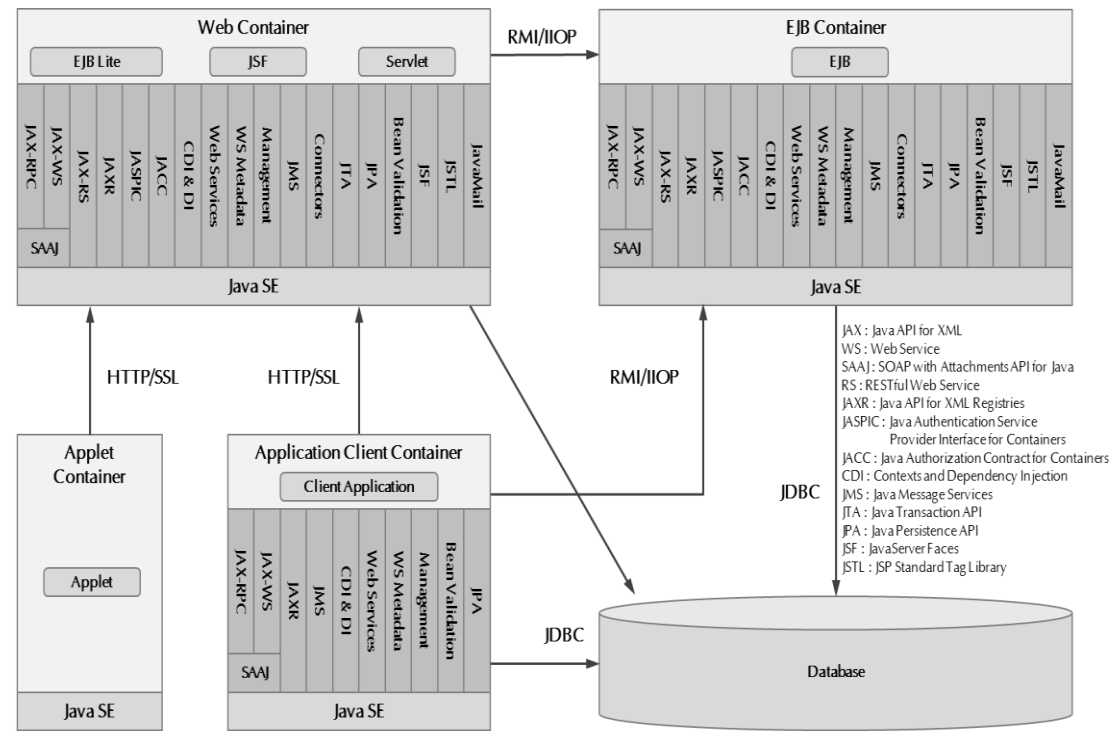 Web Container
EJB Lite
JSF
Servlet
JAX-RPC
JAX-WS
SAAJ
JAX-RS
JAXR
JASPIC
JACC
CDI & DI
Web Services
WS Metadata
Management
JMS
Connectors
JTA
JPA
Bean Validation
JSF
JSTL
JavaMail
Java SE
RMI/IIOP
EJB Container
EJB
JAX-RPC
JAX-WS
SAAJ
JAX-RS
JAXR
JASPIC
JACC
CDI & DI
Web Services
WS Metadata
Management
JMS
Connectors
JTA
JPA
Bean Validation
JSF
JSTL
JavaMail
Java SE
HTTP/SSL
HTTP/SSL
RMI/IIOP
JAX : Java API for XML
WS : Web Service
SAAJ : SOAP with Attachments API for Java
RS : RESTful Web Service
JAXR : Java API for XML Registries
JASPIC : Java Authentication Service
Provider Interface for Containers
JACC : Java Authorization Contract for Containers
CDI : Contexts and Dependency Injection
JMS : Java Message Services
JTA : Java Transaction API
JPA : Java Persistence API
JSF : JavaServer Faces
JSTL : JSP Standard Tag Library
JDBC
Applet
Container
Applet
Java SE
Application Client Container
Client Application
JAX-RPC
JAX-WS
SAAJ
JAXR
JMS
CDI & DI
Web Services
WS Metadata
Management
Bean Validation
JPA
Java SE
JDBC
Database